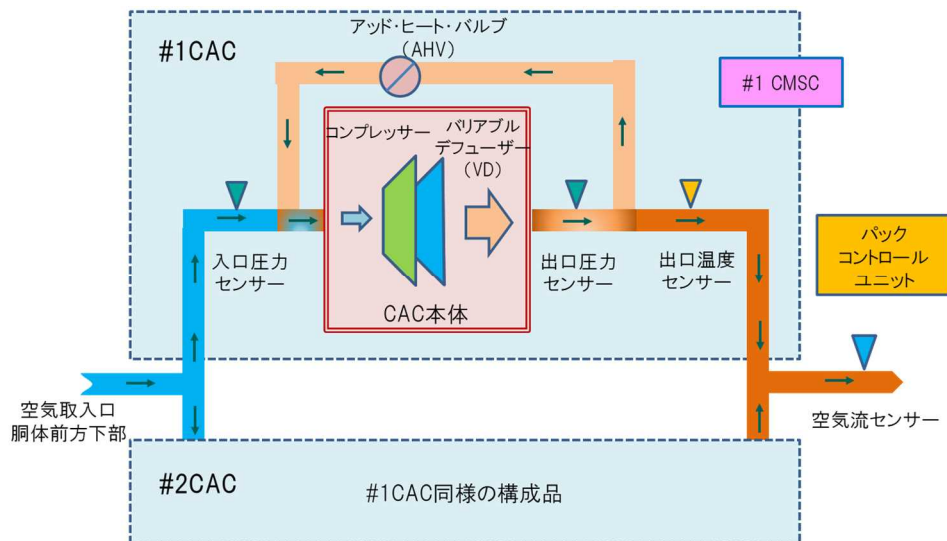 #1CAC
アッド・ヒート・バルブ
(AHV)
#1 CMSC
コンプレッサー
バリアブル
デフューザー
(VD)
入口圧力
センサー
CAC本体
出口圧力
センサー
出口温度
センサー
パック
コントロール
ユニット
空気取入口
胴体前方下部
空気流センサー
#2CAC
#1CAC同様の構成品